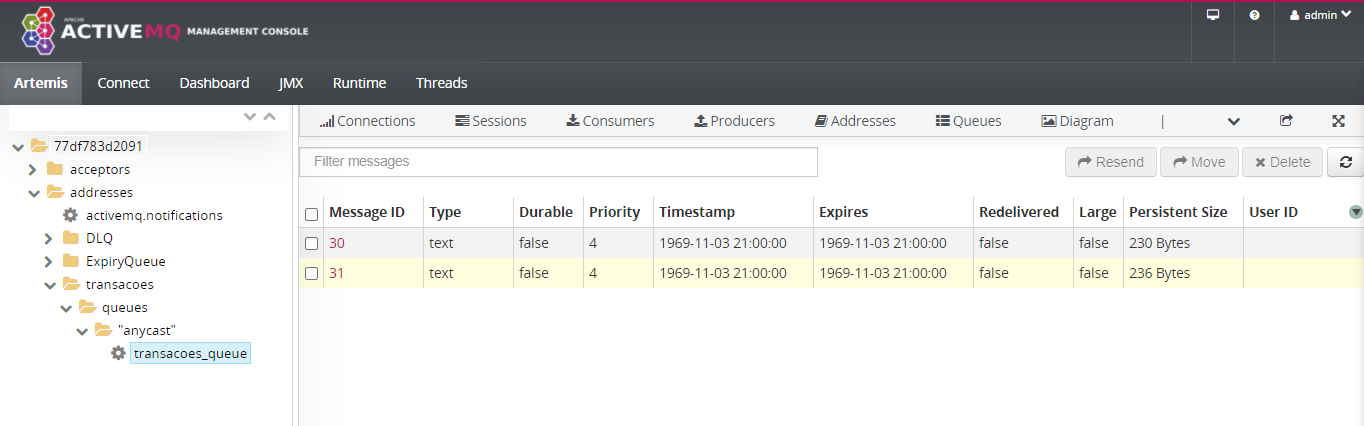 APACHE
ACTIVEMQ MANAGEMENT CONSOLE
admin
Artemis Connect Dashboard JMX Runtime Threads
Connections Sessions Consumers Producers Addresses Queues Diagram |
77df783d2091
acceptors
addresses
activemq.notifications
DLQ
ExpiryQueue
transacoes
queues
"anycast"
transacoes_queue
Filter messages
Resend Move Delete
Message ID Type Durable Priority Timestamp Expires Redelivered Large Persistent Size User ID
30 text false 4 1969-11-03 21:00:00 1969-11-03 21:00:00 false false 230 Bytes
31 text false 4 1969-11-03 21:00:00 1969-11-03 21:00:00 false false 236 Bytes